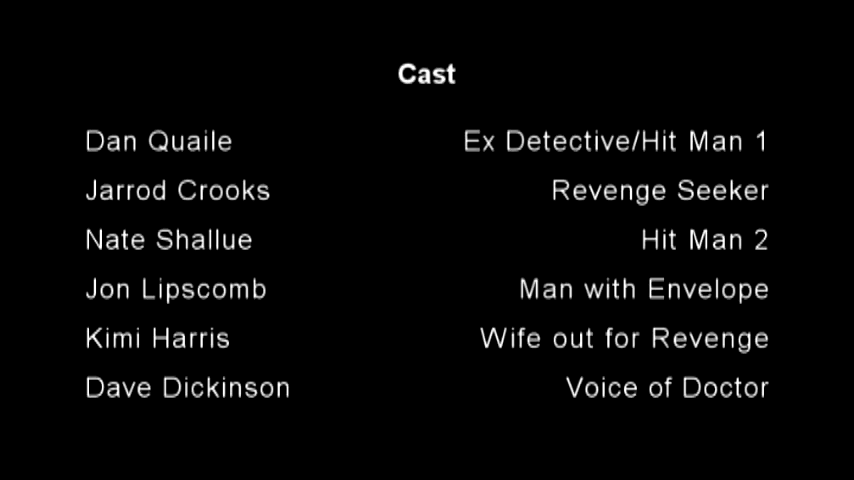 Cast
Dan Quaile Ex Detective/Hit Man 1
Jarrod Crooks Revenge Seeker
Nate Shallue Hit Man 2
Jon Lipscomb Man with Envelope
Kimi Harris Wife out for Revenge
Dave Dickinson Voice of Doctor